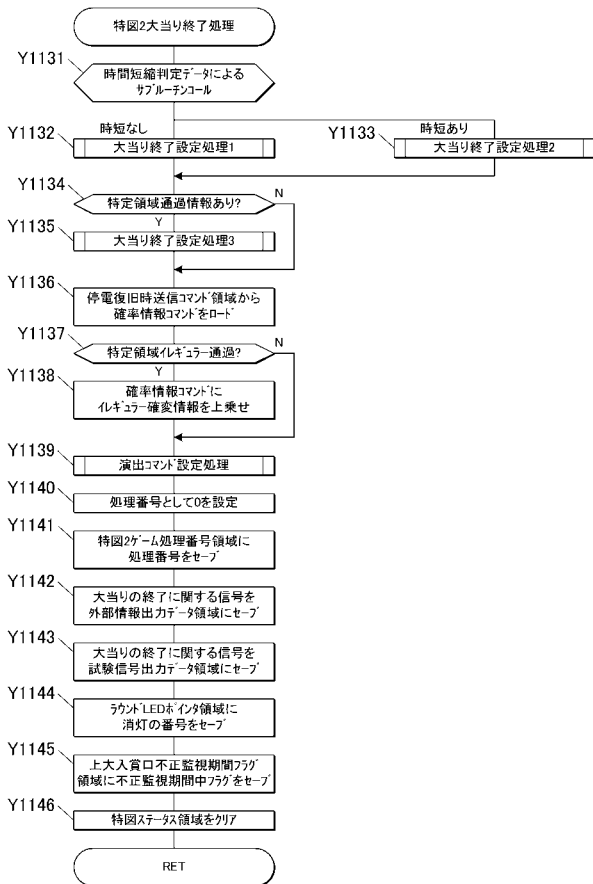 特図2大当り終了処理
Y1131
時間短縮判定データによる
サブルーチンコール
Y1132
時短なし
大当り終了設定処理1
Y1133
時短あり
大当り終了設定処理2
Y1134
特定領域通過情報あり?
N
Y
Y1135
大当り終了設定処理3
Y1136
停電復旧時送信コマンド領域から
確率情報コマンドをロード
Y1137
特定領域イレギュラー通過?
N
Y
Y1138
確率情報コマンドに
イレギュラー確変情報を上乗せ
Y1139
演出コマンド設定処理
Y1140
処理番号として0を設定
Y1141
特図2ゲーム処理番号領域に
処理番号をセーブ
Y1142
大当りの終了に関する信号を
外部情報出力データ領域にセーブ
Y1143
大当りの終了に関する信号を
試験信号出力データ領域にセーブ
Y1144
ラウンドLEDポインタ領域に
消灯の番号をセーブ
Y1145
上大入賞口不正監視期間フラグ
領域に不正監視期間中フラグをセーブ
Y1146
特図ステータス領域をクリア
RET